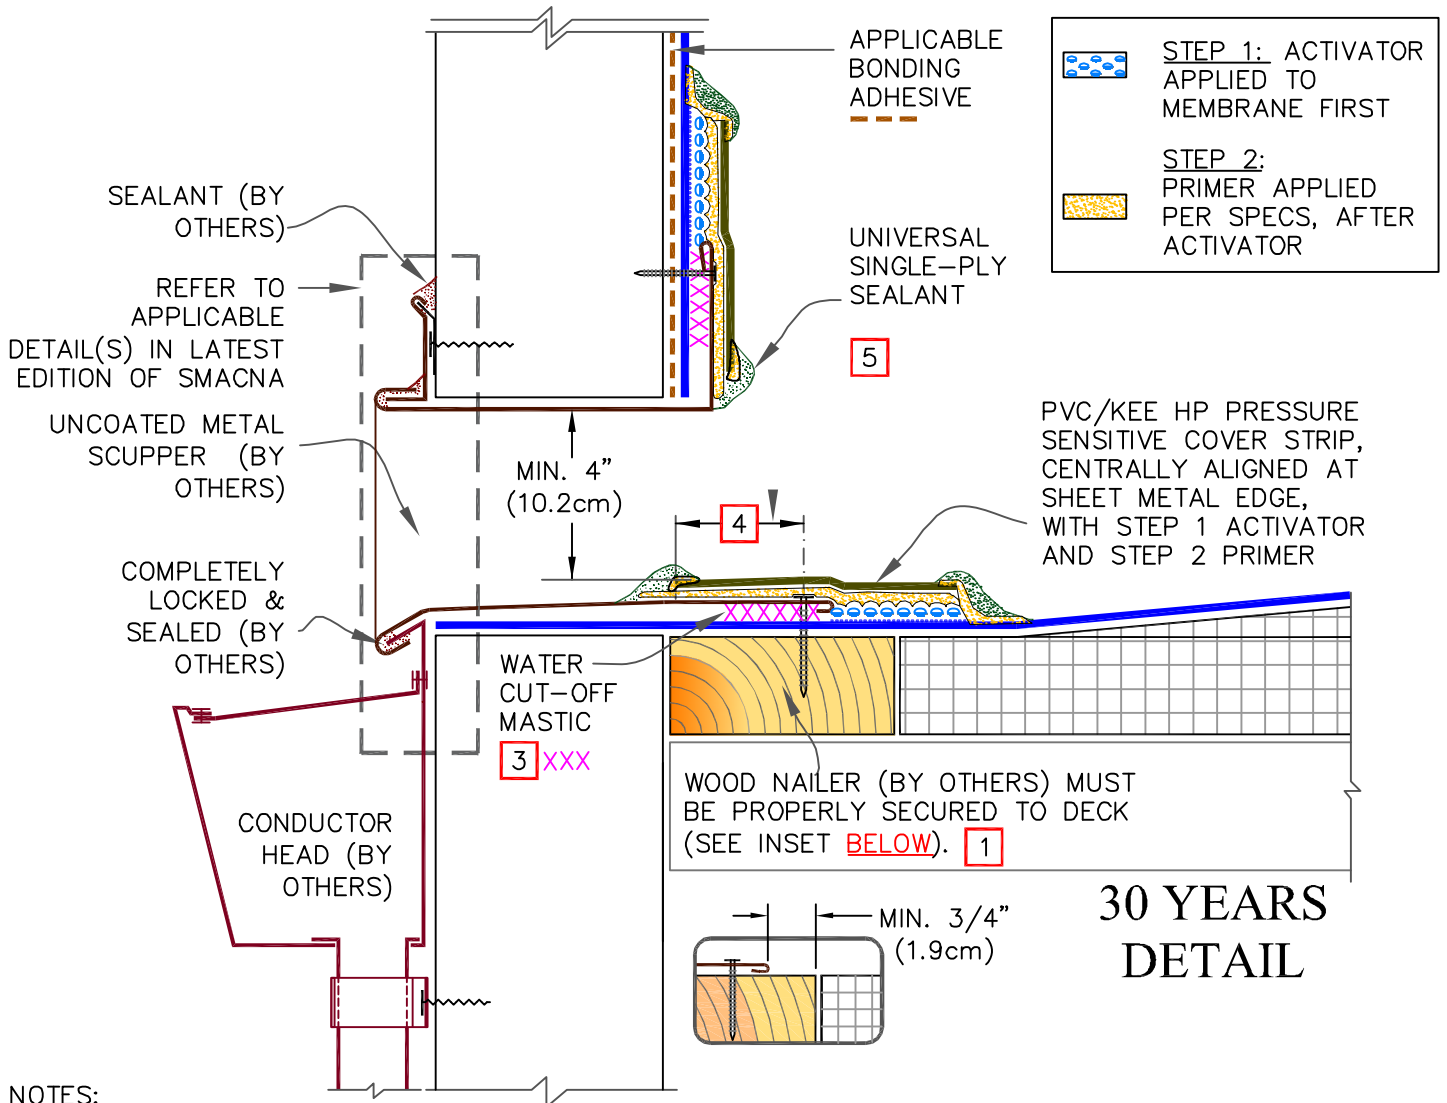 APPLICABLE
BONDING
ADHESIVE
STEP 1: ACTIVATOR
APPLIED TO
MEMBRANE FIRST
STEP 2:
PRIMER APPLIED
PER SPECS, AFTER
ACTIVATOR
SEALANT (BY
OTHERS)
REFER TO
APPLICABLE
DETAIL(S) IN LATEST
EDITION OF SMACNA
UNCOATED METAL
SCUPPER (BY
OTHERS)
COMPLETELY
LOCKED &
SEALED (BY
OTHERS)
UNIVERSAL
SINGLE-PLY
SEALANT
5
MIN. 4"
(10.2cm)
4
PVC/KEE HP PRESSURE
SENSITIVE COVER STRIP,
CENTRALLY ALIGNED AT
SHEET METAL EDGE,
WITH STEP 1 ACTIVATOR
AND STEP 2 PRIMER
WATER
CUT-OFF
MASTIC
3 XXX
WOOD NAILER (BY OTHERS) MUST
BE PROPERLY SECURED TO DECK
(SEE INSET BELOW). 1
CONDUCTOR
HEAD (BY
OTHERS)
MIN. 3/4"
(1.9cm)
30 YEARS
DETAIL
NOTES: